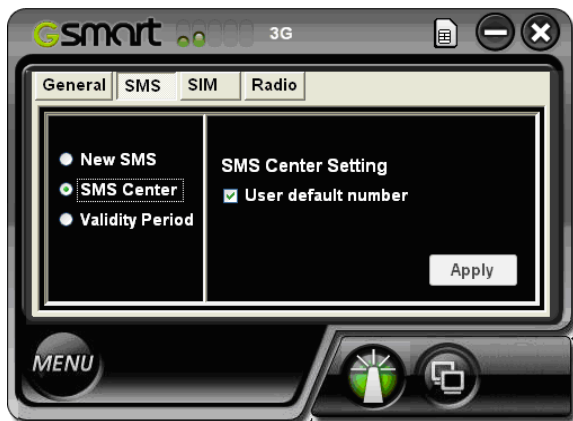 Gsmart 3G
General SMS SIM Radio
New SMS
SMS Center
Validity Period
SMS Center Setting
User default number
Apply
MENU